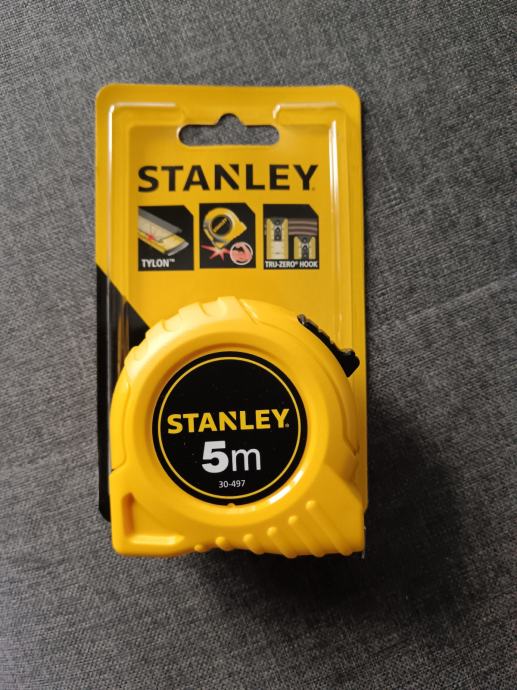 STANLEY®
TYLON™
TRU-ZERO® HOOK
STANLEY®
5m
30-497